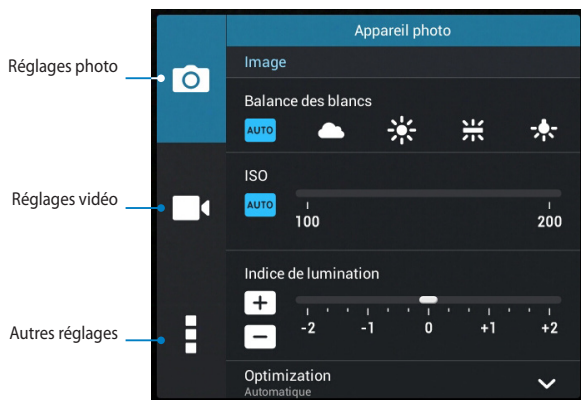 Appareil photo
Réglages photo
Image
Balance des blancs
AUTO
Réglages vidéo
ISO
AUTO
100 200
Indice de lumination
-2 -1 0 +1 +2
Autres réglages
Optimization
Automatique